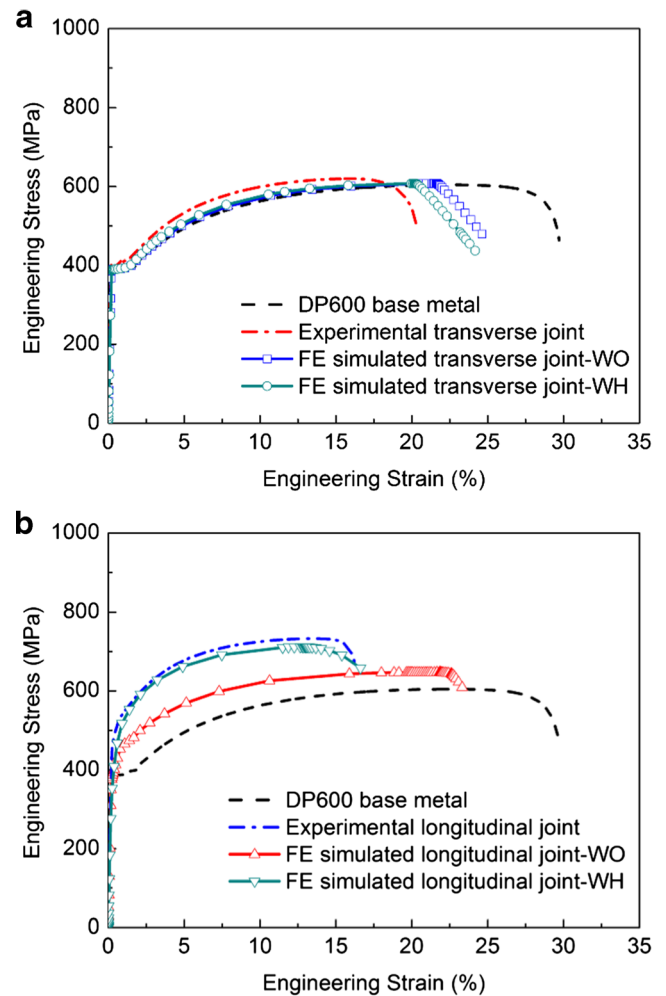 a
1000
800
600
400
200
0
Engineering Stress (MPa)
DP600 base metal
Experimental transverse joint
FE simulated transverse joint-WO
FE simulated transverse joint-WH
0 5 10 15 20 25 30 35
Engineering Strain (%)
b
1000
800
600
400
200
0
Engineering Stress (MPa)
DP600 base metal
Experimental longitudinal joint
FE simulated longitudinal joint-WO
FE simulated longitudinal joint-WH
0 5 10 15 20 25 30 35
Engineering Strain (%)